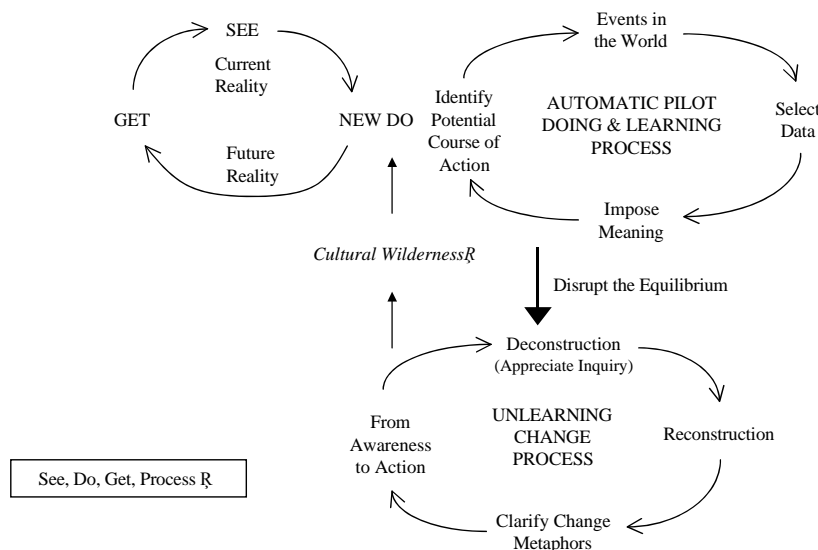 SEE
Current
Reality
GET
NEW DO
Future
Reality
Events in
the World
Identify
Potential
Course of
Action
AUTOMATIC PILOT
DOING & LEARNING
PROCESS
Select
Data
Impose
Meaning
Cultural WildernessŖ
Disrupt the Equilibrium
Deconstruction
(Appreciate Inquiry)
From
Awareness
to Action
UNLEARNING
CHANGE
PROCESS
Reconstruction
Clarify Change
Metaphors
See, Do, Get, Process Ŗ